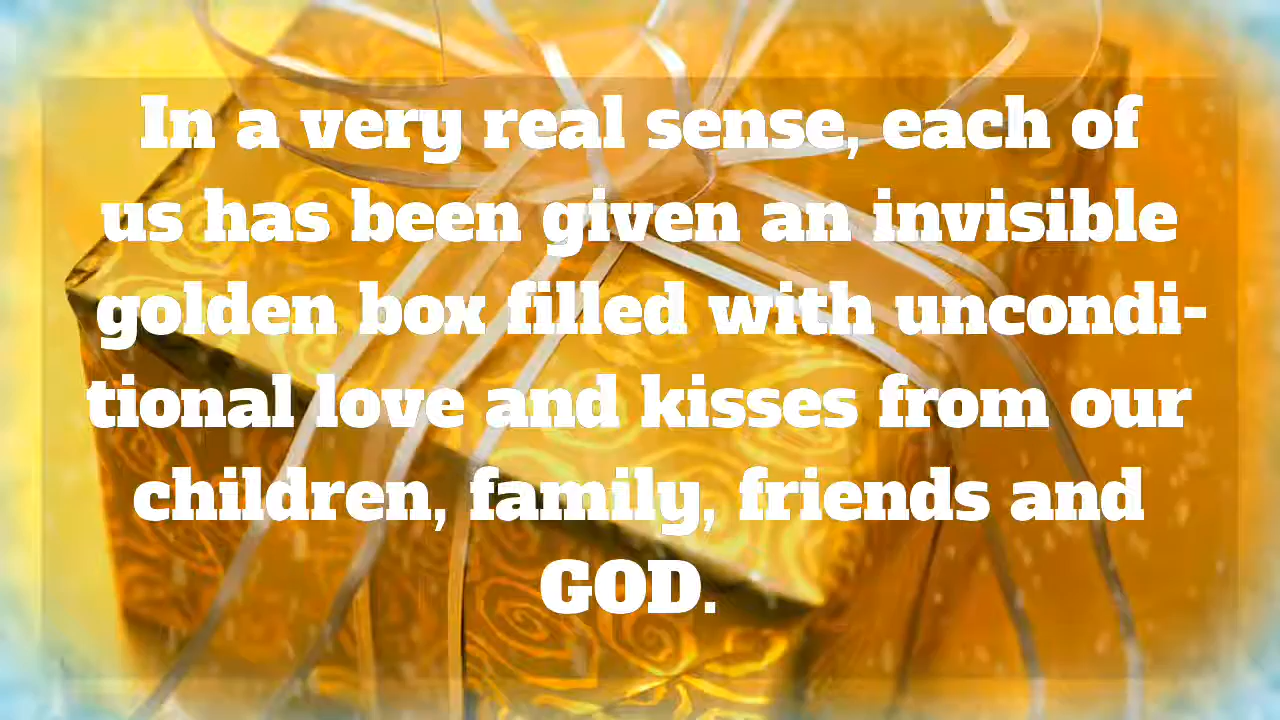 In a very real sense, each of
us has been given an invisible
golden box filled with uncondi-
tional love and kisses from our
children, family, friends and
GOD.